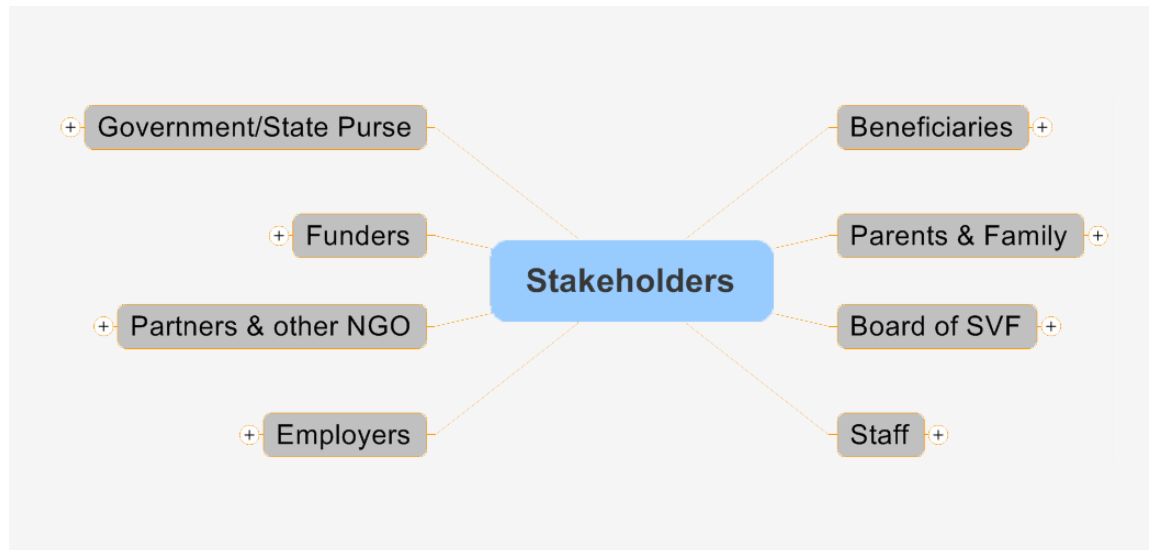 Government/State Purse
Beneficiaries
Funders
Parents & Family
Stakeholders
Partners & other NGO
Board of SVF
Employers
Staff